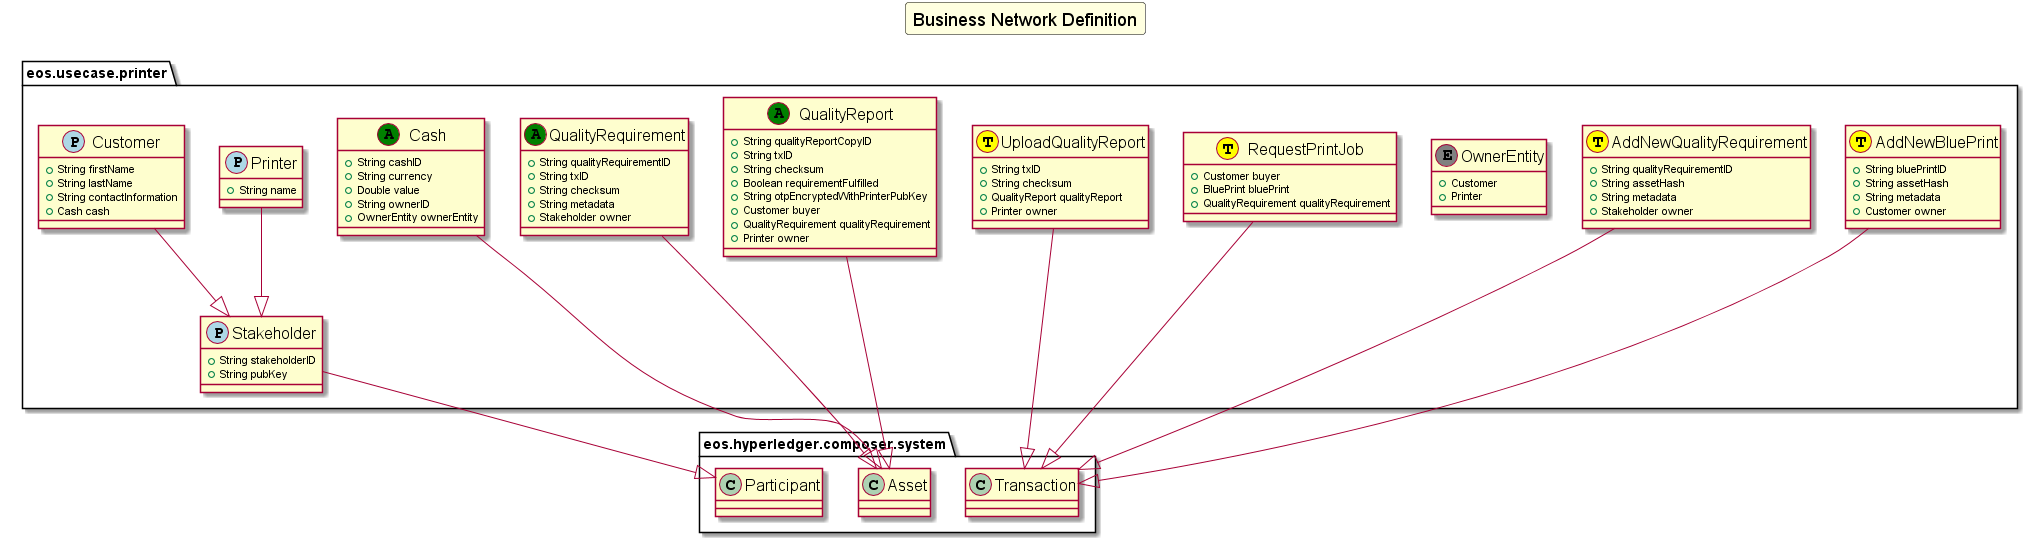 Business Network Definition
eos.usecase.printer
P Customer
String firstName
String lastName
String contactInformation
Cash cash
P Printer
String name
A Cash
String cashID
String currency
Double value
String ownerID
OwnerEntity ownerEntity
A QualityRequirement
String qualityRequirementID
String txID
String checksum
String metadata
Stakeholder owner
A QualityReport
String qualityReportCopyID
String txID
String checksum
Boolean requirementFulfilled
String otpEncryptedWithPrinterPubKey
Customer buyer
QualityRequirement qualityRequirement
Printer owner
T UploadQualityReport
String txID
String checksum
QualityReport qualityReport
Printer owner
T RequestPrintJob
Customer buyer
BluePrint bluePrint
QualityRequirement qualityRequirement
E OwnerEntity
Customer
Printer
T AddNewQualityRequirement
String qualityRequirementID
String assetHash
String metadata
Stakeholder owner
T AddNewBluePrint
String bluePrintID
String assetHash
String metadata
Customer owner
P Stakeholder
String stakeholderID
String pubKey
eos.hyperledger.composer.system
C Participant
C Asset
C Transaction